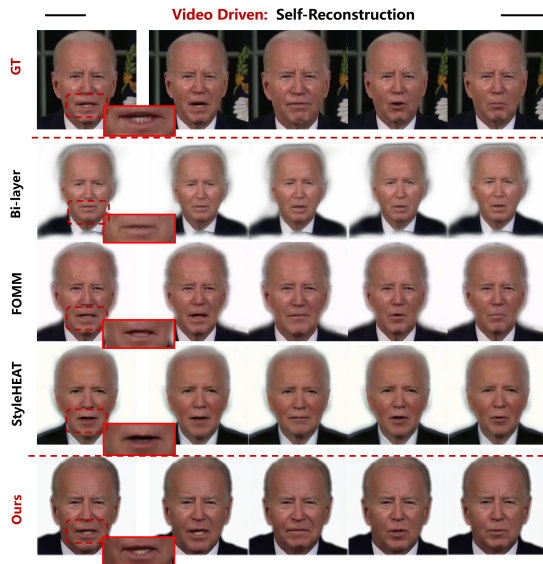 Video Driven: Self-Reconstruction
GT
Bi-layer
FOMM
StyleHEAT
Ours